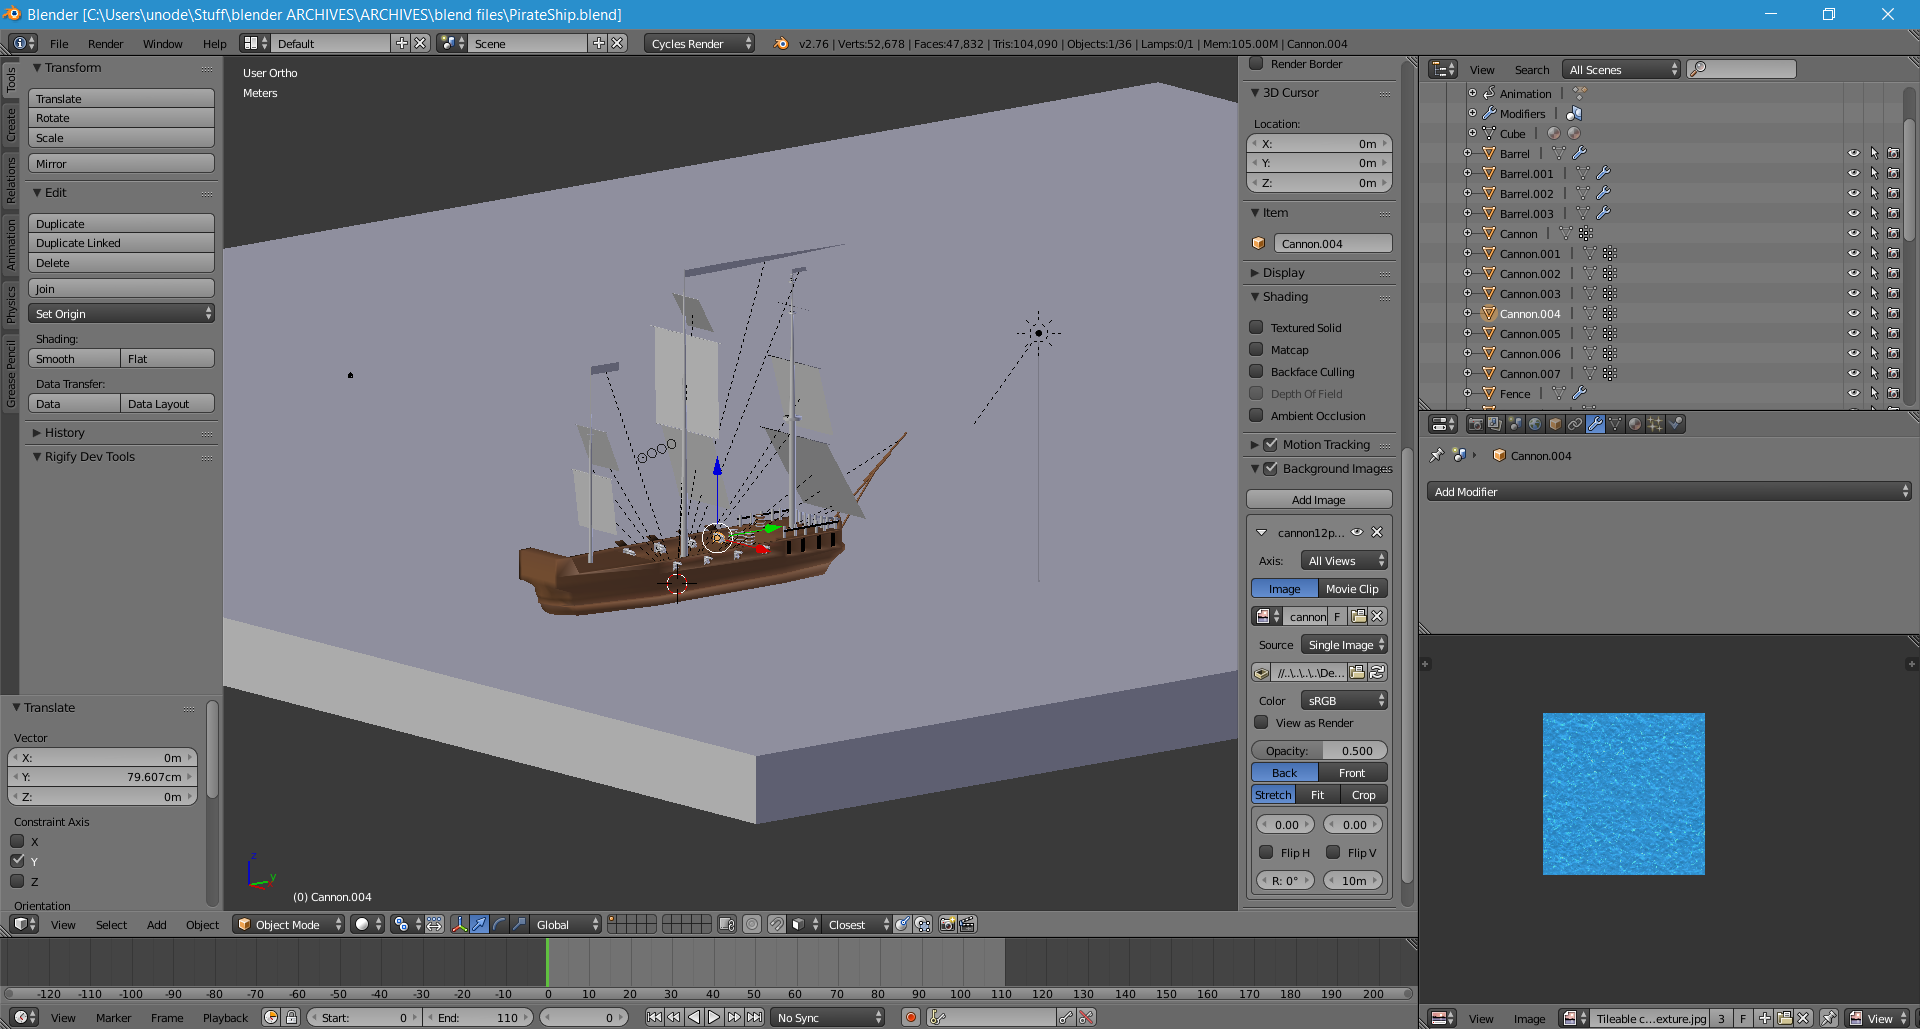 Blender [C:\Users\unode\Stuff\blender ARCHIVES\ARCHIVES\blend files\PirateShip.blend]
File Render Window Help Default Scene Cycles Render v2.76 | Verts:52,678 | Faces:47,832 | Tris:104,090 | Objects:1/36 | Lamps:0/1 | Mem:105.00M | Cannon.004
Tools
Create
Relations
Animation
Physics
Grease Pencil
Transform
Translate
Rotate
Scale
Mirror
Edit
Duplicate
Duplicate Linked
Delete
Join
Set Origin
Shading:
Smooth Flat
Data Transfer:
Data Data Layout
History
Rigify Dev Tools
Translate
Vector
X: 0m
Y: 79.607cm
Z: 0m
Constraint Axis
X
Y
Z
Orientation
User Ortho
Meters
z
y
(0) Cannon.004
Render Border
3D Cursor
Location:
X: 0m
Y: 0m
Z: 0m
Item
Cannon.004
Display
Shading
Textured Solid
Matcap
Backface Culling
Depth Of Field
Ambient Occlusion
Motion Tracking
Background Images
Add Image
cannon12p...
Axis: All Views
Image Movie Clip
cannon F
Source Single Image
//..\..\..\..\De...
Color sRGB
View as Render
Opacity: 0.500
Back Front
Stretch Fit Crop
0.00 0.00
Flip H Flip V
R: 0° 10m
View Search All Scenes
Animation
Modifiers
Cube
Barrel
Barrel.001
Barrel.002
Barrel.003
Cannon
Cannon.001
Cannon.002
Cannon.003
Cannon.004
Cannon.005
Cannon.006
Cannon.007
Fence
Cannon.004
Add Modifier
View Select Add Object Object Mode Global Closest
-120 -110 -100 -90 -80 -70 -60 -50 -40 -30 -20 -10 0 10 20 30 40 50 60 70 80 90 100 110 120 130 140 150 160 170 180 190 200
View Marker Frame Playback Start: 0 End: 110 0 No Sync
View Image Tileable c...exture.jpg 3 F View